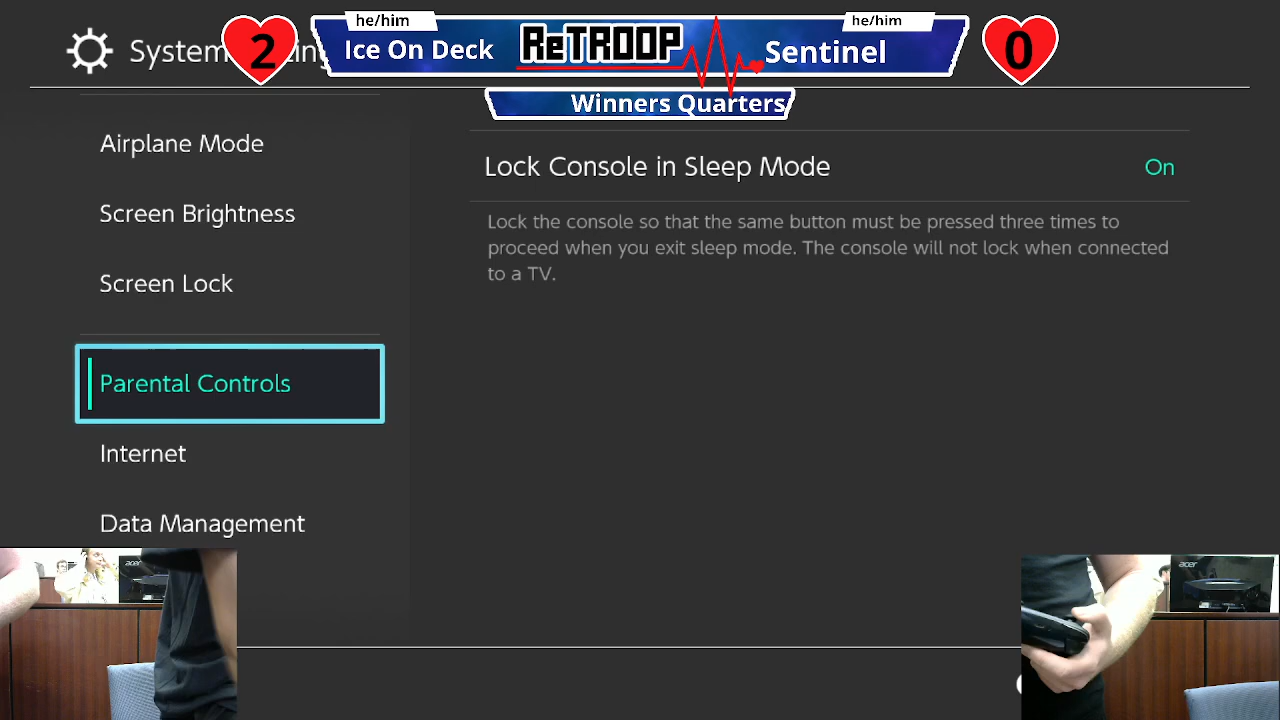 he/him
he/him
System
2
Ice On Deck
ReTROOP
Sentinel
0
Winners Quarters
Airplane Mode
Screen Brightness
Screen Lock
Parental Controls
Internet
Data Management
Lock Console in Sleep Mode
On
Lock the console so that the same button must be pressed three times to
proceed when you exit sleep mode. The console will not lock when connected
to a TV.
acer
acer